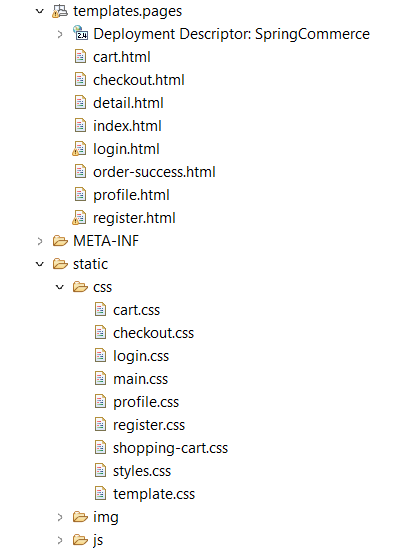 templates.pages
2.4 Deployment Descriptor: SpringCommerce
cart.html
checkout.html
detail.html
index.html
login.html
order-success.html
profile.html
register.html
META-INF
static
css
cart.css
checkout.css
login.css
main.css
profile.css
register.css
shopping-cart.css
styles.css
template.css
img
js